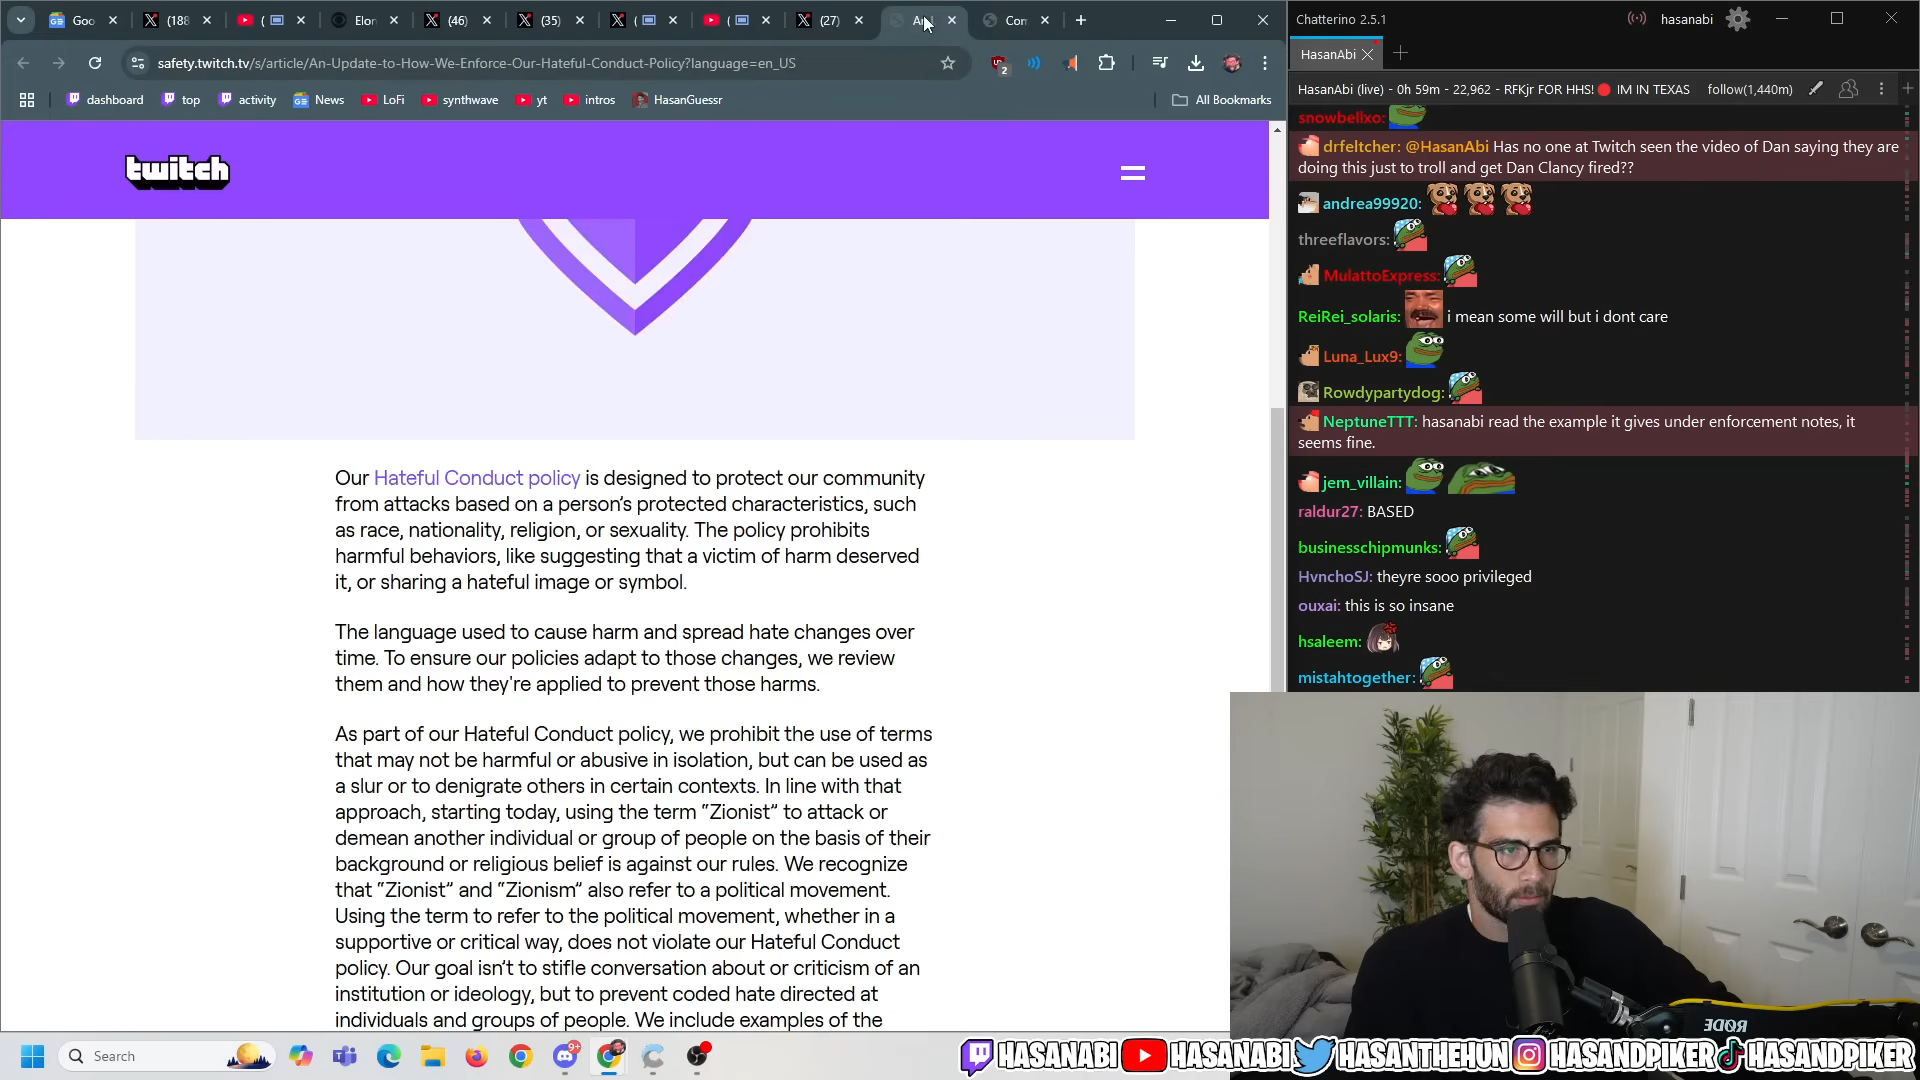 Goo
(188
(
Elon
(46)
(35)
(
(
(27)
An
Con
safety.twitch.tv/s/article/An-Update-to-How-We-Enforce-Our-Hateful-Conduct-Policy?language=en_US
2
dashboard
top
activity
News
LoFi
synthwave
yt
intros
HasanGuessr
All Bookmarks
twitch
Our Hateful Conduct policy is designed to protect our community
from attacks based on a person's protected characteristics, such
as race, nationality, religion, or sexuality. The policy prohibits
harmful behaviors, like suggesting that a victim of harm deserved
it, or sharing a hateful image or symbol.
The language used to cause harm and spread hate changes over
time. To ensure our policies adapt to those changes, we review
them and how they're applied to prevent those harms.
As part of our Hateful Conduct policy, we prohibit the use of terms
that may not be harmful or abusive in isolation, but can be used as
a slur or to denigrate others in certain contexts. In line with that
approach, starting today, using the term "Zionist" to attack or
demean another individual or group of people on the basis of their
background or religious belief is against our rules. We recognize
that "Zionist" and "Zionism" also refer to a political movement.
Using the term to refer to the political movement, whether in a
supportive or critical way, does not violate our Hateful Conduct
policy. Our goal isn't to stifle conversation about or criticism of an
institution or ideology, but to prevent coded hate directed at
individuals and groups of people. We include examples of the
Chatterino 2.5.1
hasanabi
HasanAbi
HasanAbi (live) - 0h 59m - 22,962 - RFKjr FOR HHS! IM IN TEXAS
follow(1,440m)
snowbellxo:
drfeltcher: @HasanAbi Has no one at Twitch seen the video of Dan saying they are
doing this just to troll and get Dan Clancy fired??
andrea99920:
threeflavors:
MulattoExpress:
ReiRei_solaris: i mean some will but i dont care
Luna_Lux9:
Rowdypartydog:
NeptuneTTT: hasanabi read the example it gives under enforcement notes, it
seems fine.
jem_villain:
raldur27: BASED
businesschipmunks:
HvnchoSJ: theyre sooo privileged
ouxai: this is so insane
hsaleem:
mistahtogether:
RØDE
Search
9+
HASANABI
HASANABI
HASANTHEHUN
HASANDPIKER
HASANDPIKER